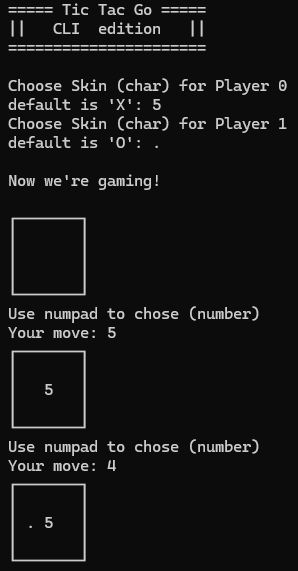 ===== Tic Tac Go =====
||   CLI  edition   ||
======================
Choose Skin (char) for Player 0
default is 'X': 5
Choose Skin (char) for Player 1
default is 'O': .
Now we're gaming!
Use numpad to chose (number)
Your move: 5
5
Use numpad to chose (number)
Your move: 4
. 5